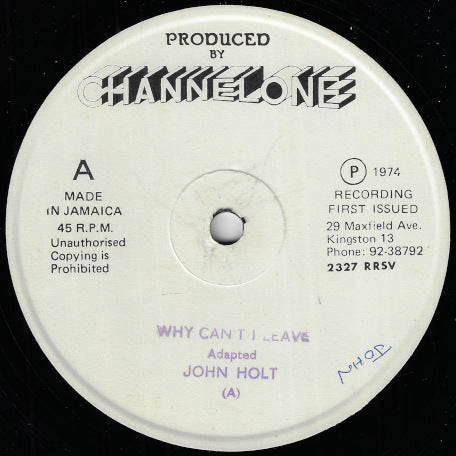 PRODUCED
BY
CHANNEL ONE
A
MADE
IN JAMAICA
45 R.P.M.
Unauthorised
Copying is
Prohibited
P 1974
RECORDING
FIRST ISSUED
29 Maxfield Ave.
Kingston 13
Phone: 92-38792
2327 RRSV
WHY CAN'T I LEAVE
Adapted
JOHN HOLT
(A)
JOHN